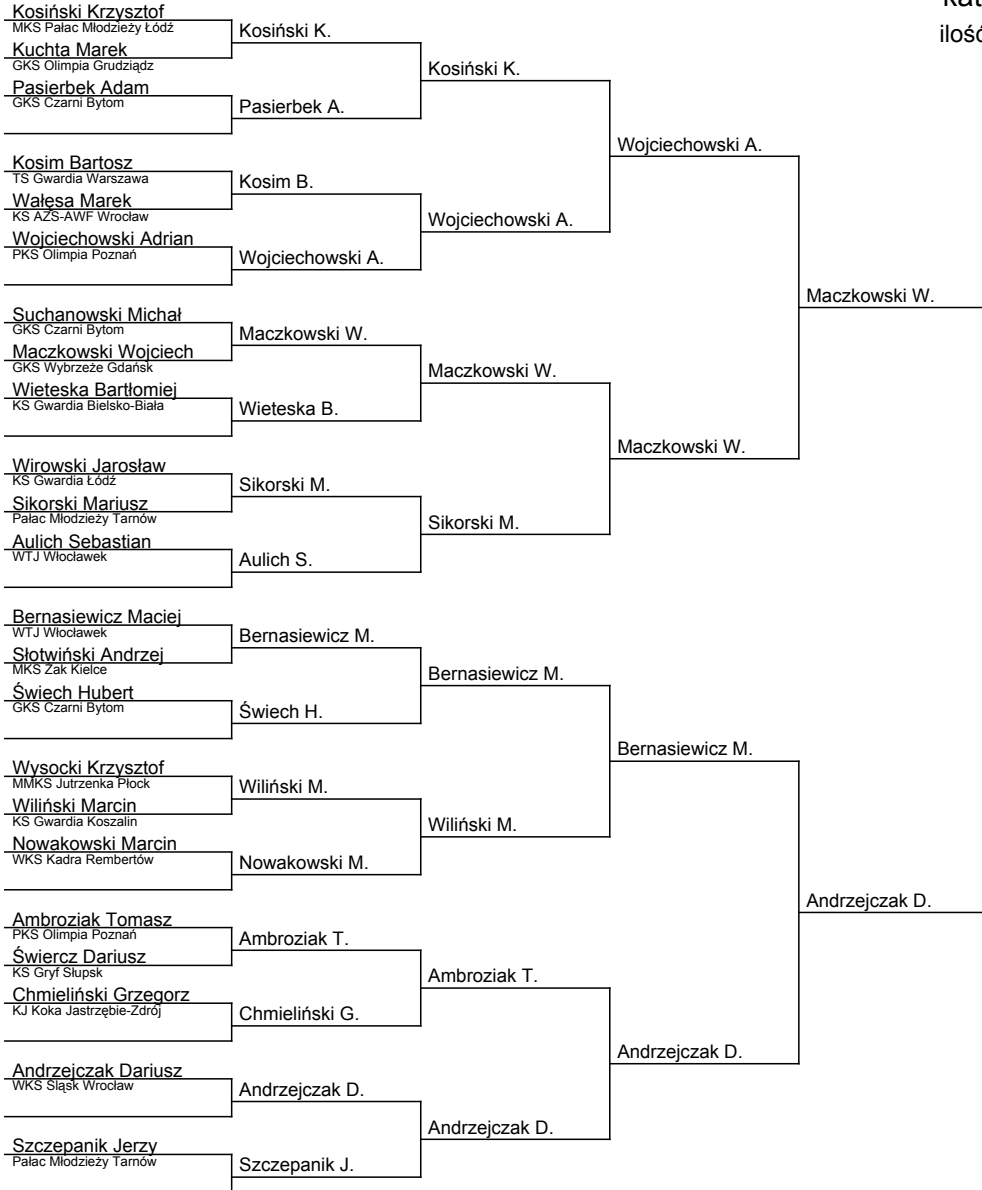 kat
ilość
Kosiński Krzysztof
MKS Pałac Młodzieży Łódź
Kosiński K.
Kuchta Marek
GKS Olimpia Grudziądz
Kosiński K.
Pasierbek Adam
GKS Czarni Bytom
Pasierbek A.
Wojciechowski A.
Kosim Bartosz
TS Gwardia Warszawa
Kosim B.
Wałęsa Marek
KS AZS-AWF Wrocław
Wojciechowski A.
Wojciechowski Adrian
PKS Olimpia Poznań
Wojciechowski A.
Maczkowski W.
Suchanowski Michał
GKS Czarni Bytom
Maczkowski W.
Maczkowski Wojciech
GKS Wybrzeże Gdańsk
Maczkowski W.
Wieteska Bartłomiej
KS Gwardia Bielsko-Biała
Wieteska B.
Maczkowski W.
Wirowski Jarosław
KS Gwardia Łódź
Sikorski M.
Sikorski Mariusz
Pałac Młodzieży Tarnów
Sikorski M.
Aulich Sebastian
WTJ Włocławek
Aulich S.
Bernasiewicz Maciej
WTJ Włocławek
Bernasiewicz M.
Słotwiński Andrzej
MKS Żak Kielce
Bernasiewicz M.
Świech Hubert
GKS Czarni Bytom
Świech H.
Bernasiewicz M.
Wysocki Krzysztof
MMKS Jutrzenka Płock
Wiliński M.
Wiliński Marcin
KS Gwardia Koszalin
Wiliński M.
Nowakowski Marcin
WKS Kadra Rembertów
Nowakowski M.
Andrzejczak D.
Ambroziak Tomasz
PKS Olimpia Poznań
Ambroziak T.
Świercz Dariusz
KS Gryf Słupsk
Ambroziak T.
Chmieliński Grzegorz
KJ Koka Jastrzębie-Zdrój
Chmieliński G.
Andrzejczak D.
Andrzejczak Dariusz
WKS Śląsk Wrocław
Andrzejczak D.
Andrzejczak D.
Szczepanik Jerzy
Pałac Młodzieży Tarnów
Szczepanik J.